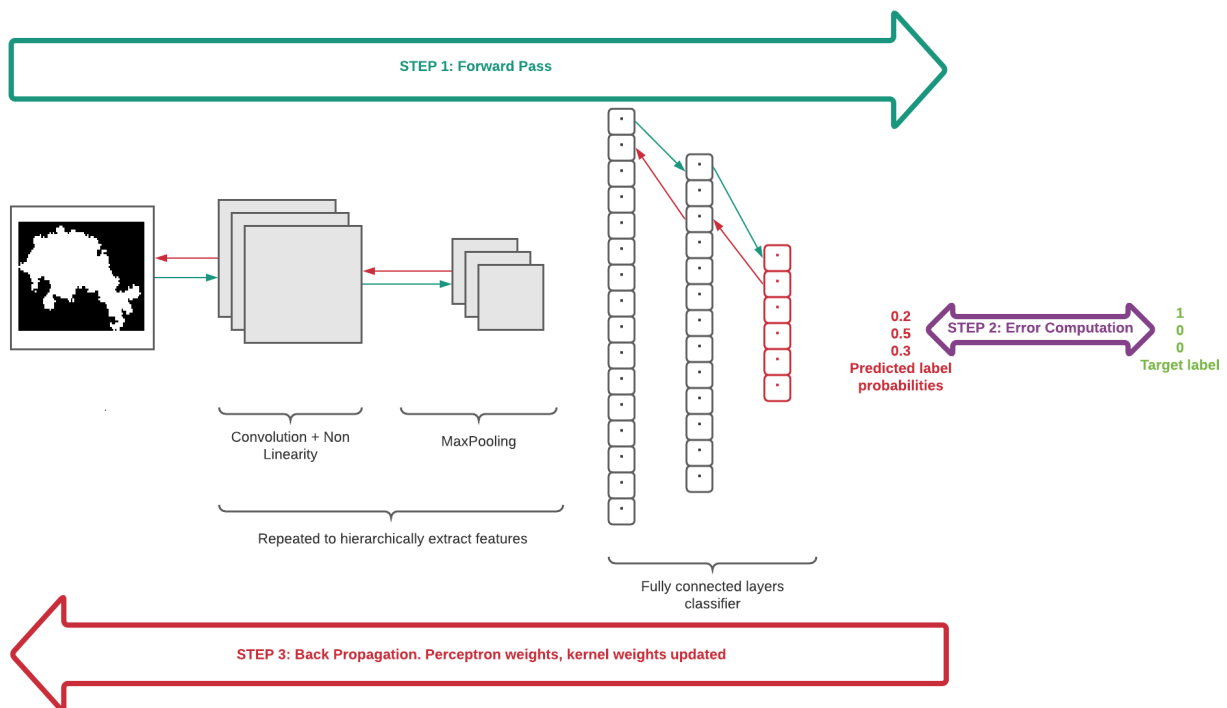 STEP 1: Forward Pass
0.2
0.5
0.3
Predicted label
probabilities
STEP 2: Error Computation
1
0
0
Target label
Convolution + Non
Linearity
MaxPooling
Repeated to hierarchically extract features
Fully connected layers
classifier
STEP 3: Back Propagation. Perceptron weights, kernel weights updated